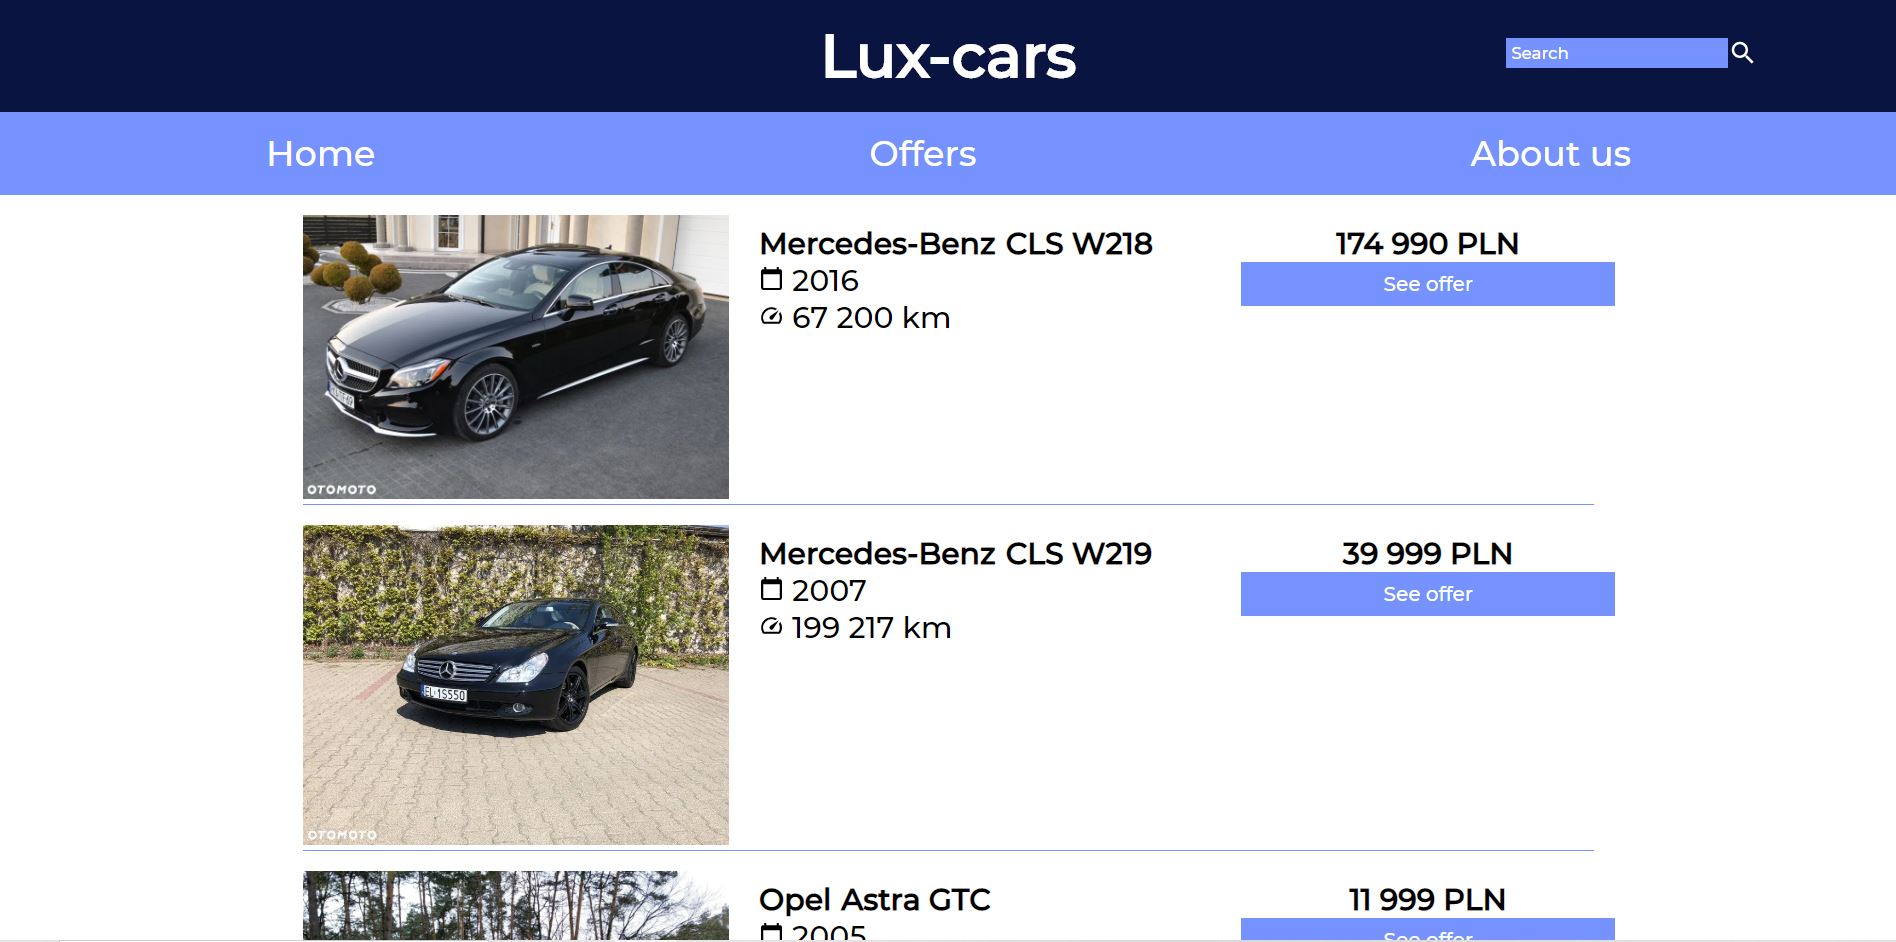 Lux-cars
Search
Home
Offers
About us
Mercedes-Benz CLS W218
2016
67 200 km
174 990 PLN
See offer
OTOMOTO
Mercedes-Benz CLS W219
2007
199 217 km
39 999 PLN
See offer
EL 1S550
OTOMOTO
Opel Astra GTC
2005
11 999 PLN
See offer